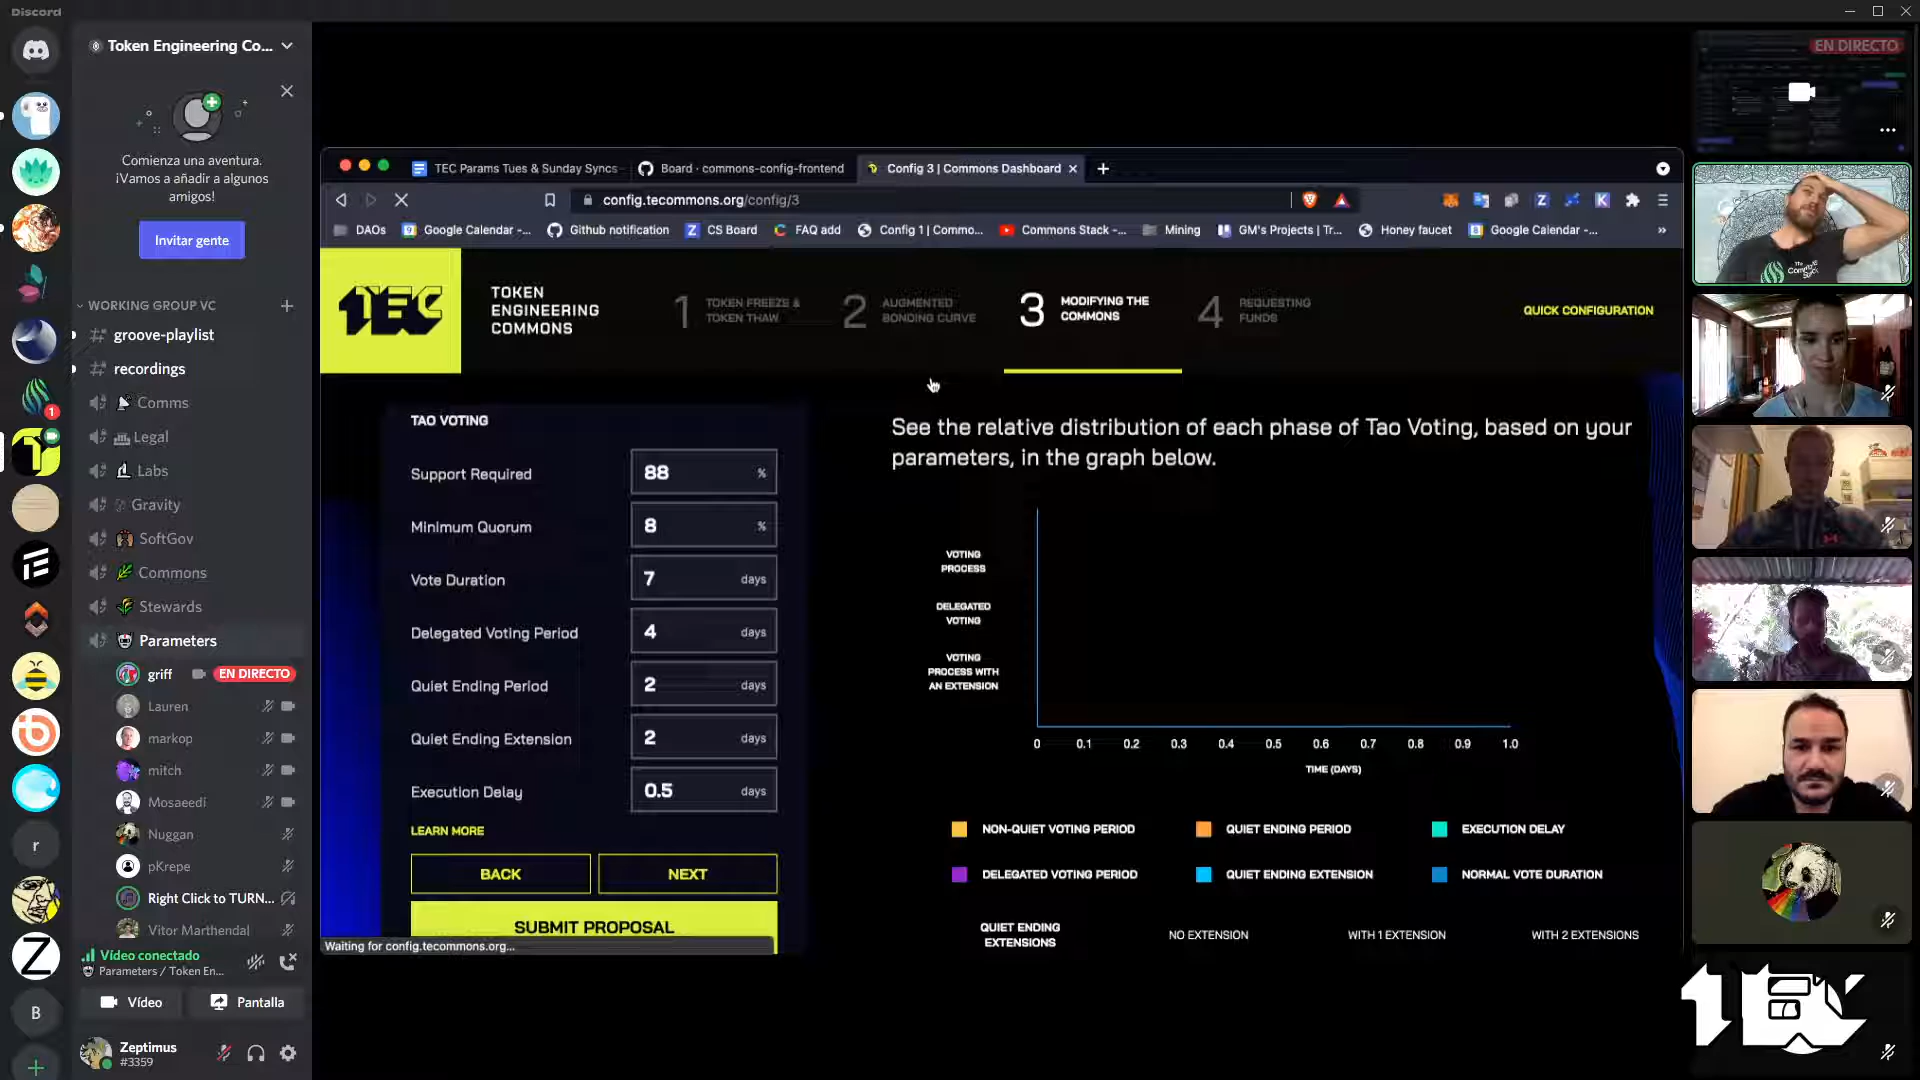 Discord
Token Engineering Co...
EN DIRECTO
Comienza una aventura.
¡Vamos a añadir a algunos
amigos!
Invitar gente
WORKING GROUP VC
groove-playlist
recordings
Comms
Legal
Labs
Gravity
SoftGov
Commons
Stewards
Parameters
griff EN DIRECTO
Lauren
markop
mitch
Mosaeedi
Nuggan
pKrepe
Right Click to TURN...
Vitor Marthendal
Vídeo conectado
Parameters / Token En...
Vídeo
Pantalla
Zeptimus
#3359
1
r
Z
B
TEC Params Tues & Sunday Syncs
Board · commons-config-frontend
Config 3 | Commons Dashboard
config.tecommons.org/config/3
DAOs
Google Calendar -...
Github notification
CS Board
FAQ add
Config 1 | Commo...
Commons Stack -...
Mining
GM's Projects | Tr...
Honey faucet
Google Calendar -...
TEC
TOKEN
ENGINEERING
COMMONS
1 TOKEN FREEZE &
TOKEN THAW
2 AUGMENTED
BONDING CURVE
3 MODIFYING THE
COMMONS
4 REQUESTING
FUNDS
QUICK CONFIGURATION
TAO VOTING
Support Required 88 %
Minimum Quorum 8 %
Vote Duration 7 days
Delegated Voting Period 4 days
Quiet Ending Period 2 days
Quiet Ending Extension 2 days
Execution Delay 0.5 days
LEARN MORE
BACK
NEXT
SUBMIT PROPOSAL
Waiting for config.tecommons.org...
See the relative distribution of each phase of Tao Voting, based on your
parameters, in the graph below.
VOTING
PROCESS
DELEGATED
VOTING
VOTING
PROCESS WITH
AN EXTENSION
0 0.1 0.2 0.3 0.4 0.5 0.6 0.7 0.8 0.9 1.0
TIME (DAYS)
NON-QUIET VOTING PERIOD
QUIET ENDING PERIOD
EXECUTION DELAY
DELEGATED VOTING PERIOD
QUIET ENDING EXTENSION
NORMAL VOTE DURATION
QUIET ENDING
EXTENSIONS
NO EXTENSION
WITH 1 EXTENSION
WITH 2 EXTENSIONS
TEC